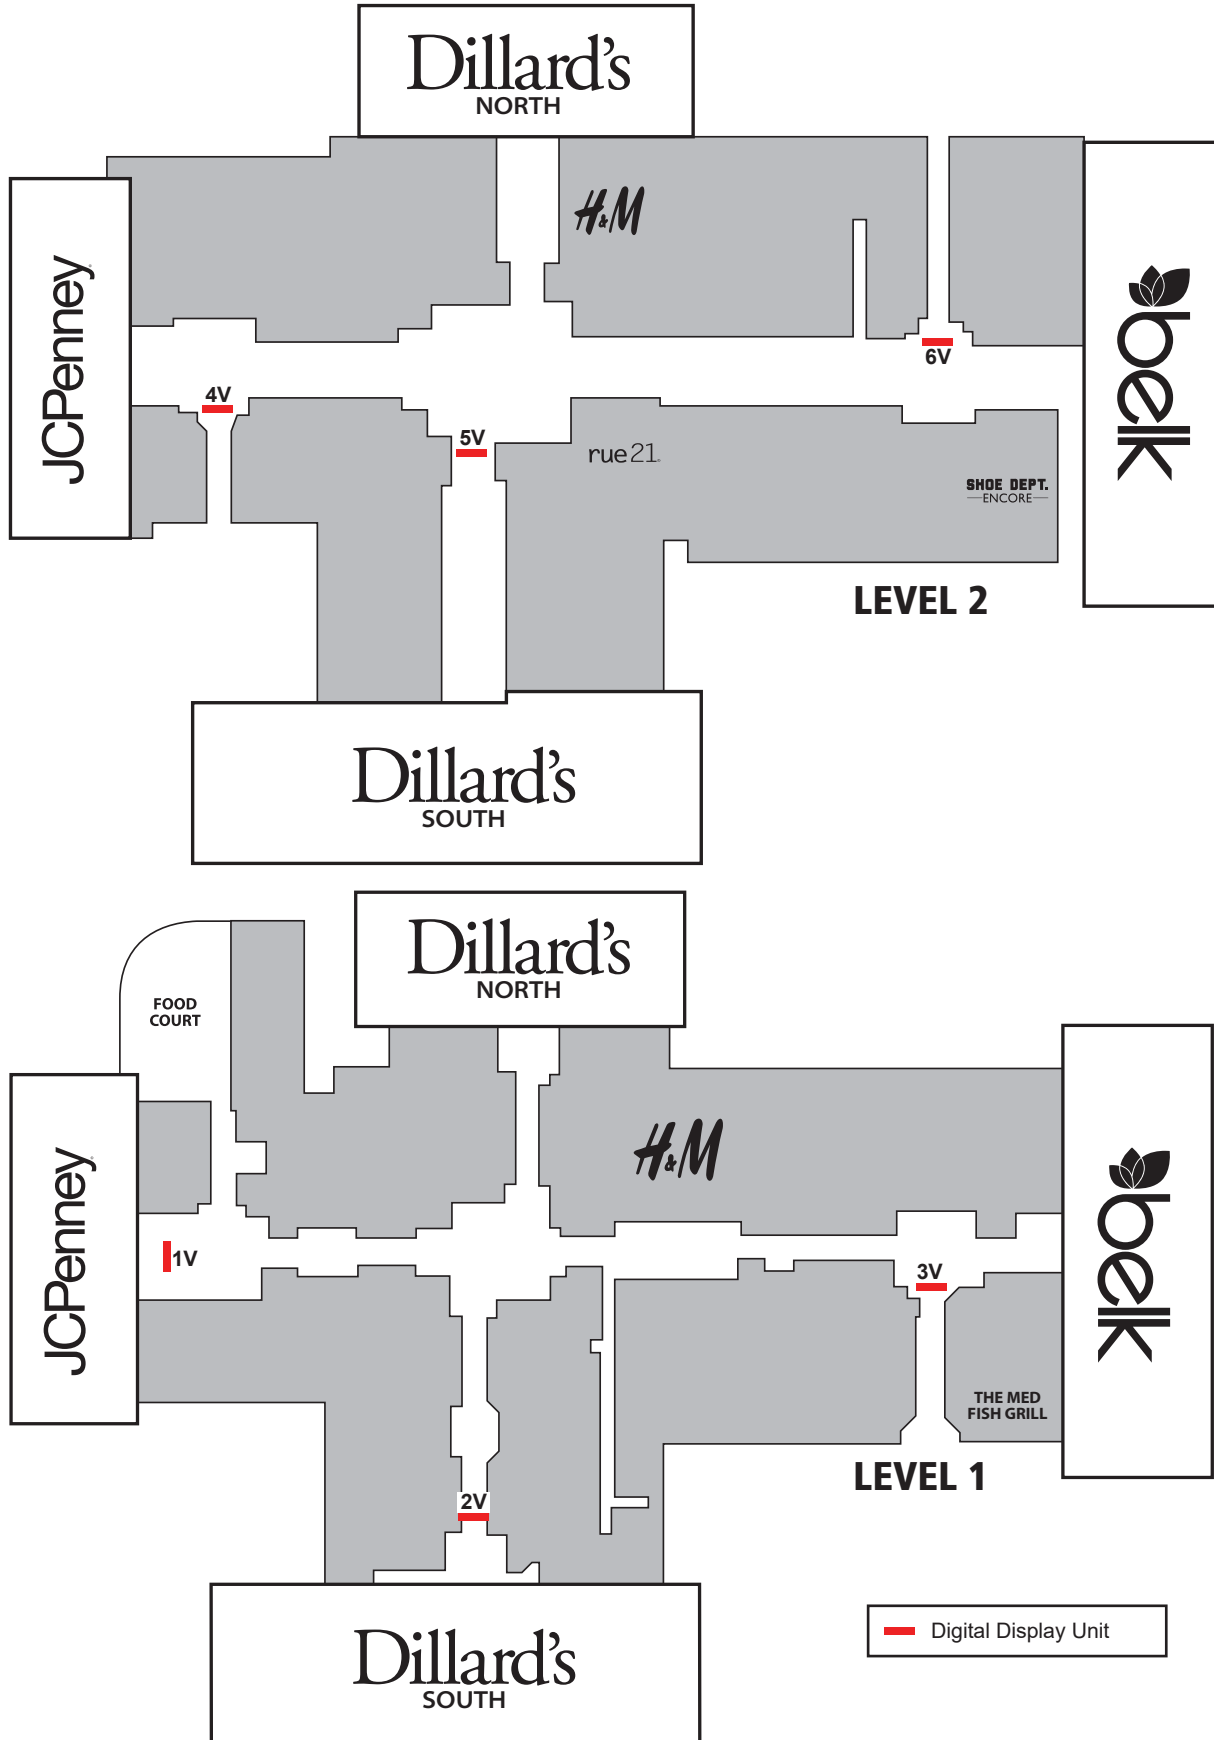 Dillard's
NORTH
H&M
JCPenney
belk
6V
4V
5V
rue21
SHOE DEPT.
ENCORE
LEVEL 2
Dillard's
SOUTH
Dillard's
NORTH
FOOD
COURT
H&M
JCPenney
belk
1V
3V
THE MED
FISH GRILL
LEVEL 1
2V
Digital Display Unit
Dillard's
SOUTH